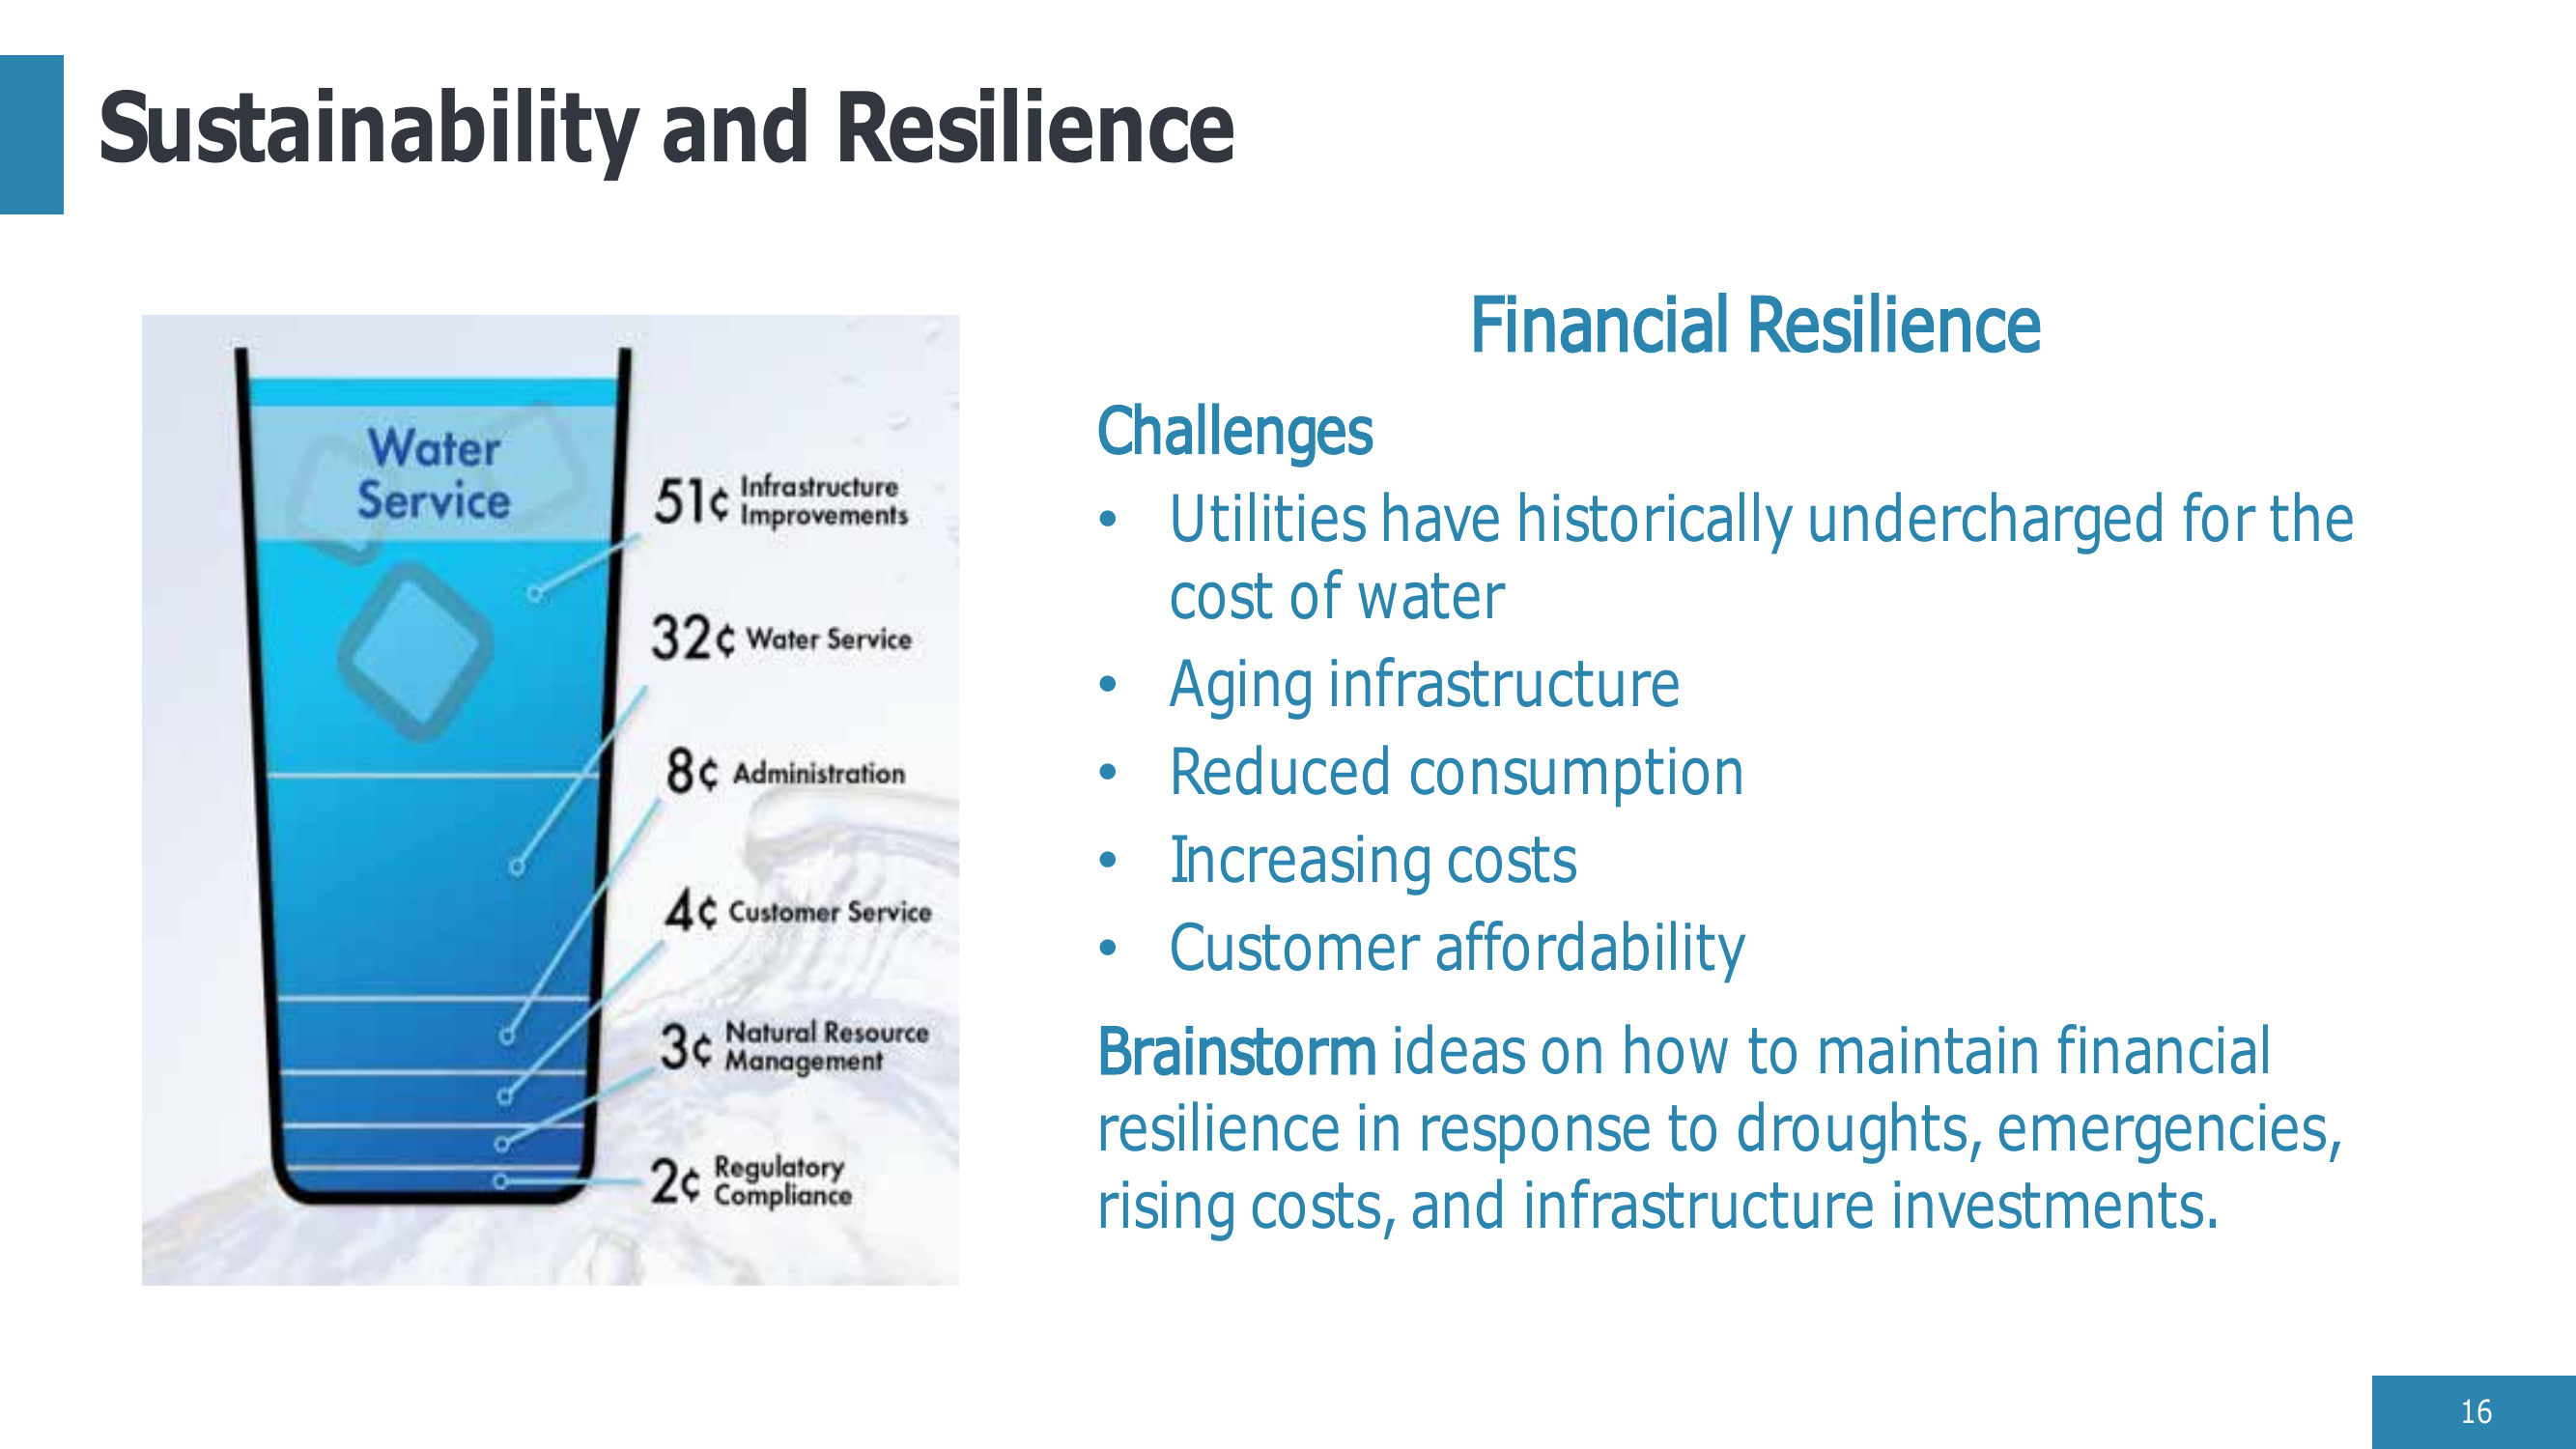 Sustainability and Resilience
Water
Service
51¢ Infrastructure
Improvements
32¢ Water Service
8¢ Administration
4¢ Customer Service
3¢ Natural Resource
Management
2¢ Regulatory
Compliance
Financial Resilience
Challenges
• Utilities have historically undercharged for the
cost of water
• Aging infrastructure
• Reduced consumption
• Increasing costs
• Customer affordability
Brainstorm ideas on how to maintain financial
resilience in response to droughts, emergencies,
rising costs, and infrastructure investments.
16